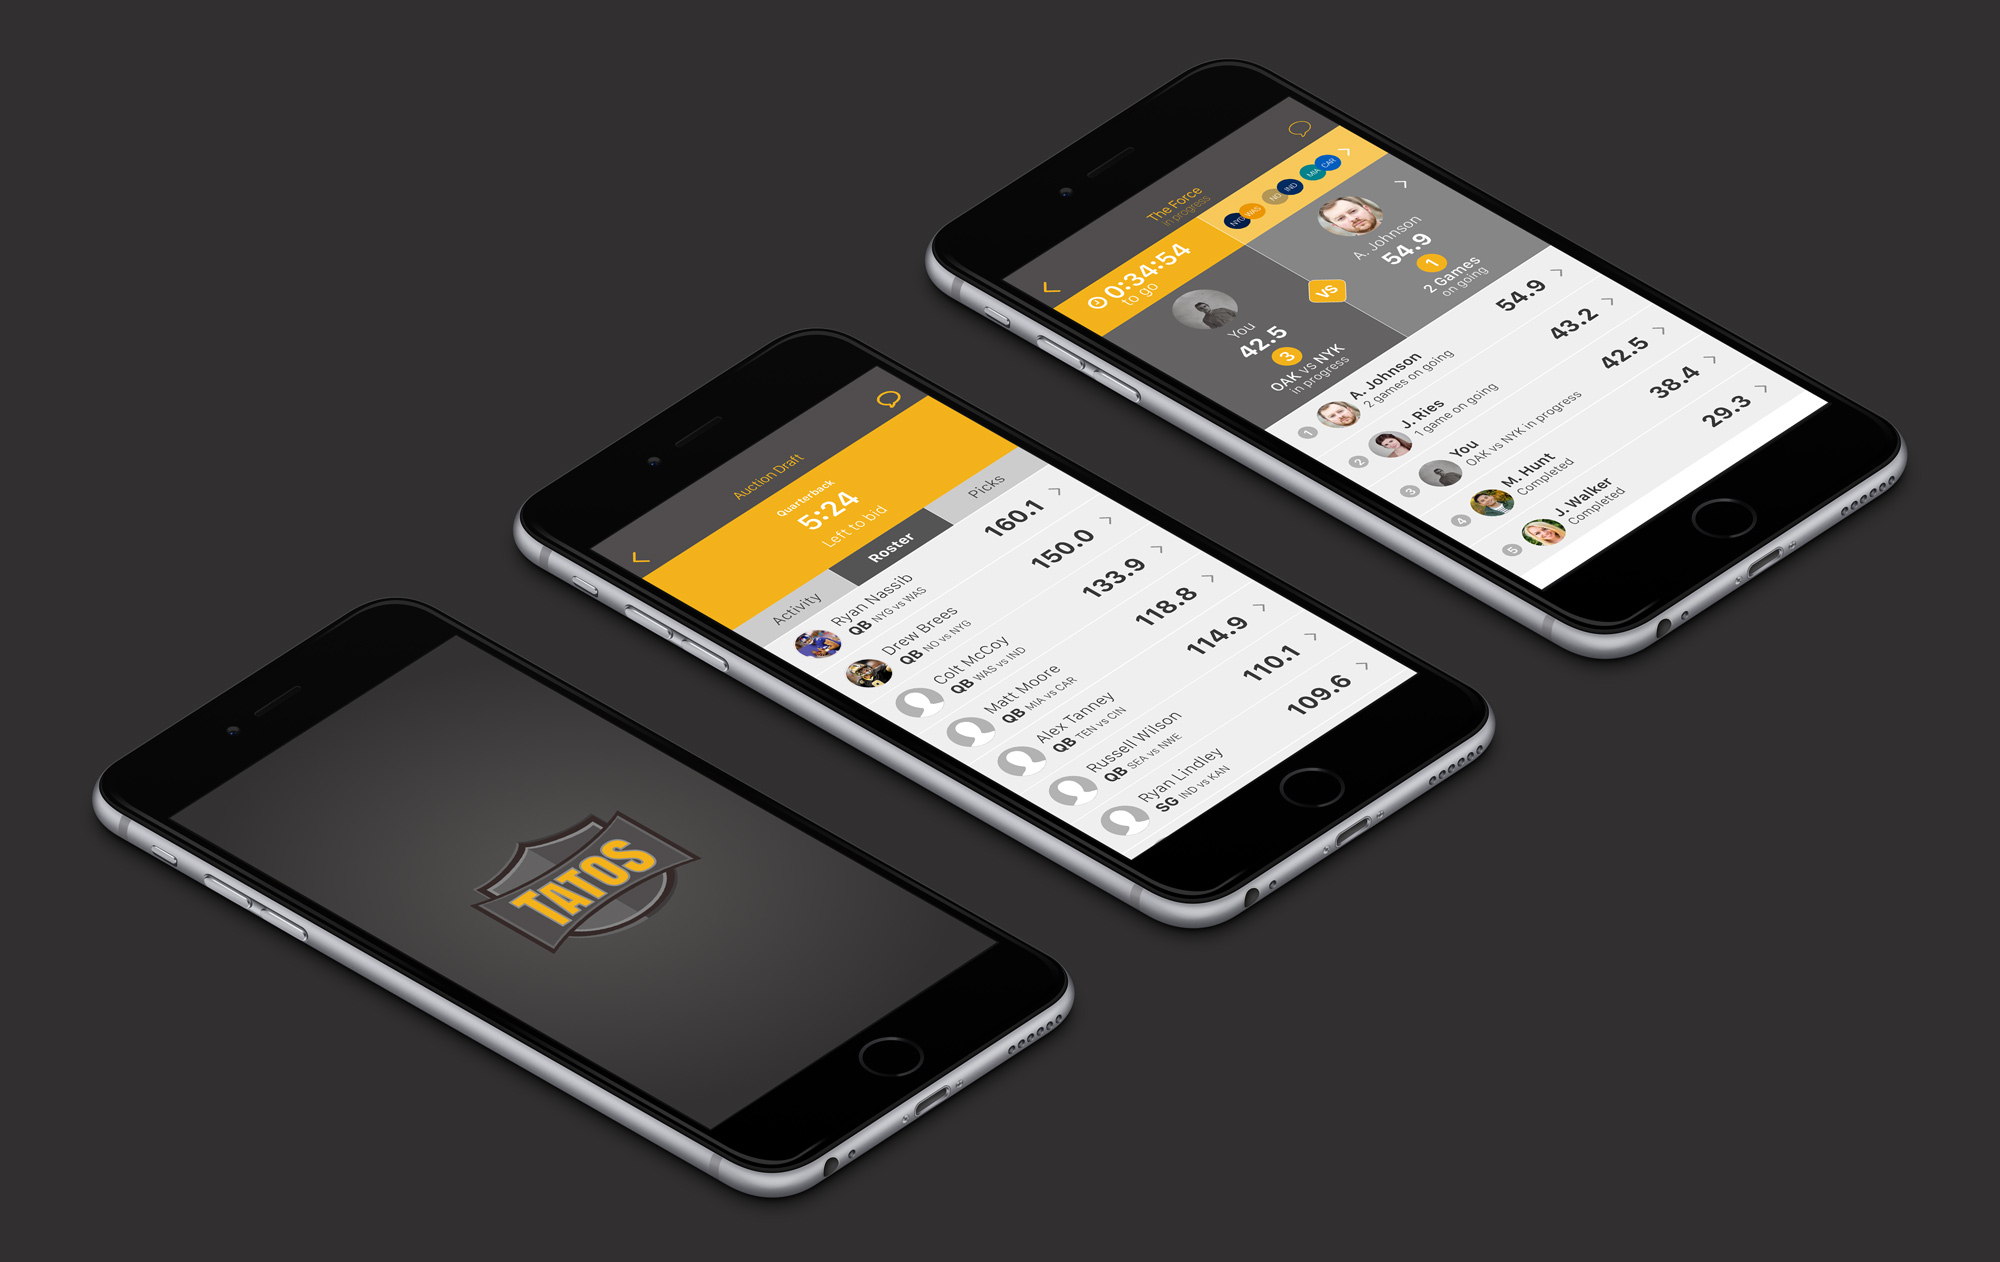 TATOS
Auction Draft
Quarterback
5:24
Left to bid
Activity
Roster
Picks
Ryan Nassib
QB NYG vs WAS
160.1
Drew Brees
QB NO vs NYG
150.0
Colt McCoy
QB WAS vs IND
133.9
Matt Moore
QB MIA vs CAR
118.8
Alex Tanney
QB TEN vs CIN
114.9
Russell Wilson
QB SEA vs NWE
110.1
Ryan Lindley
SG IND vs KAN
109.6
The Force
in progress
0:34:54
to go
NYG WAS NO IND MIA CAR
You
42.5
3
OAK vs NYK
in progress
VS
A. Johnson
54.9
1
2 Games
on going
1
A. Johnson
2 games on going
54.9
2
J. Ries
1 game on going
43.2
3
You
OAK vs NYK in progress
42.5
4
M. Hunt
Completed
38.4
5
J. Walker
Completed
29.3